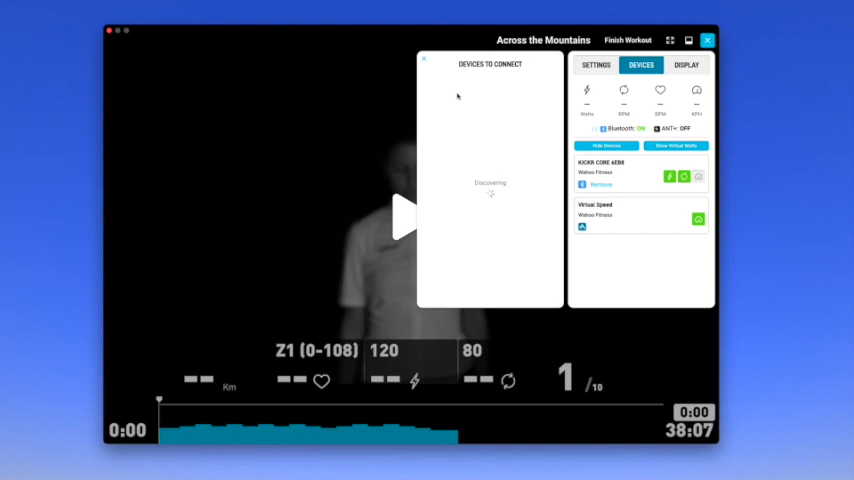 Across the Mountains Finish Workout
DEVICES TO CONNECT
Discovering
SETTINGS DEVICES DISPLAY
-- -- -- --
Watts RPM BPM KPH
Bluetooth: ON ANT+: OFF
Hide Devices Show Virtual Watts
KICKR CORE 6EB8
Wahoo Fitness
Remove
Virtual Speed
Wahoo Fitness
Z1 (0-108) 120 80
-- Km -- -- -- 1 /10
0:00
0:00 38:07